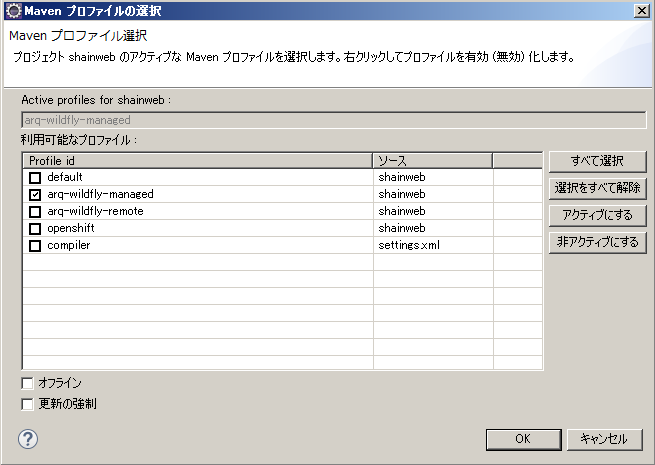 Maven プロファイルの選択
Maven プロファイル選択
プロジェクト shainweb のアクティブな Maven プロファイルを選択します。右クリックしてプロファイルを有効 (無効) 化します。
Active profiles for shainweb :
arq-wildfly-managed
利用可能なプロファイル :
Profile id ソース
default shainweb
arq-wildfly-managed shainweb
arq-wildfly-remote shainweb
openshift shainweb
compiler settings.xml
すべて選択
選択をすべて解除
アクティブにする
非アクティブにする
オフライン
更新の強制
?
OK キャンセル